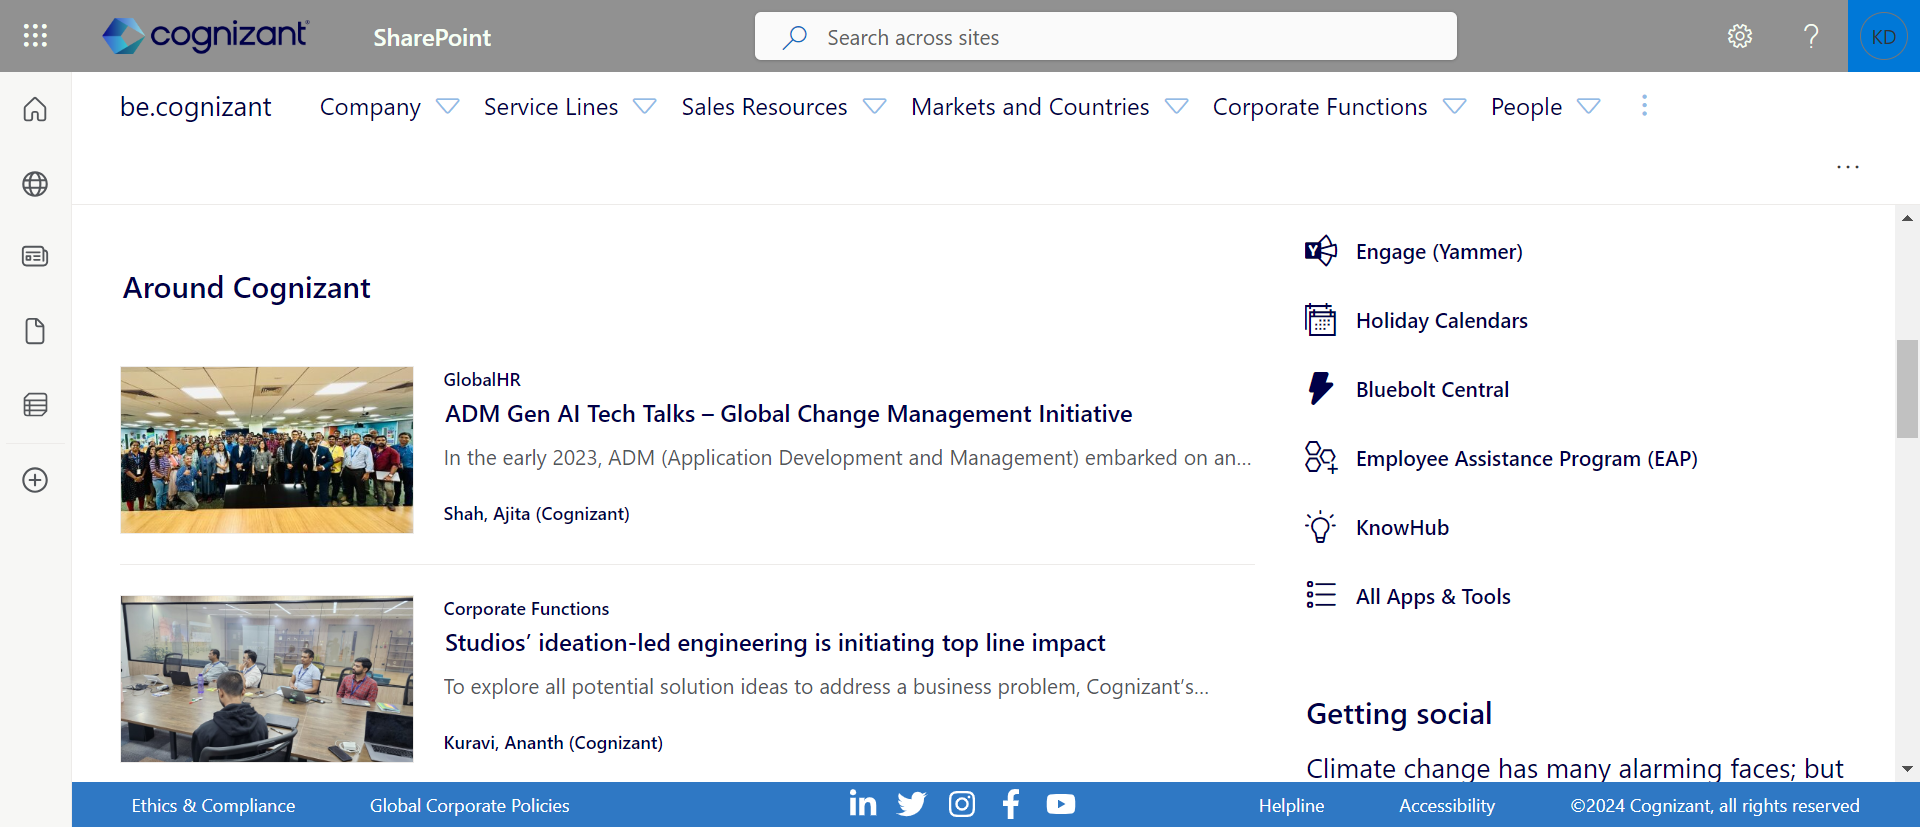 cognizant
SharePoint
Search across sites
KD
be.cognizant
Company
Service Lines
Sales Resources
Markets and Countries
Corporate Functions
People
Around Cognizant
GlobalHR
ADM Gen AI Tech Talks – Global Change Management Initiative
In the early 2023, ADM (Application Development and Management) embarked on an...
Shah, Ajita (Cognizant)
Corporate Functions
Studios’ ideation-led engineering is initiating top line impact
To explore all potential solution ideas to address a business problem, Cognizant’s...
Kuravi, Ananth (Cognizant)
Engage (Yammer)
Holiday Calendars
Bluebolt Central
Employee Assistance Program (EAP)
KnowHub
All Apps & Tools
Getting social
Climate change has many alarming faces; but
Ethics & Compliance
Global Corporate Policies
Helpline
Accessibility
©2024 Cognizant, all rights reserved